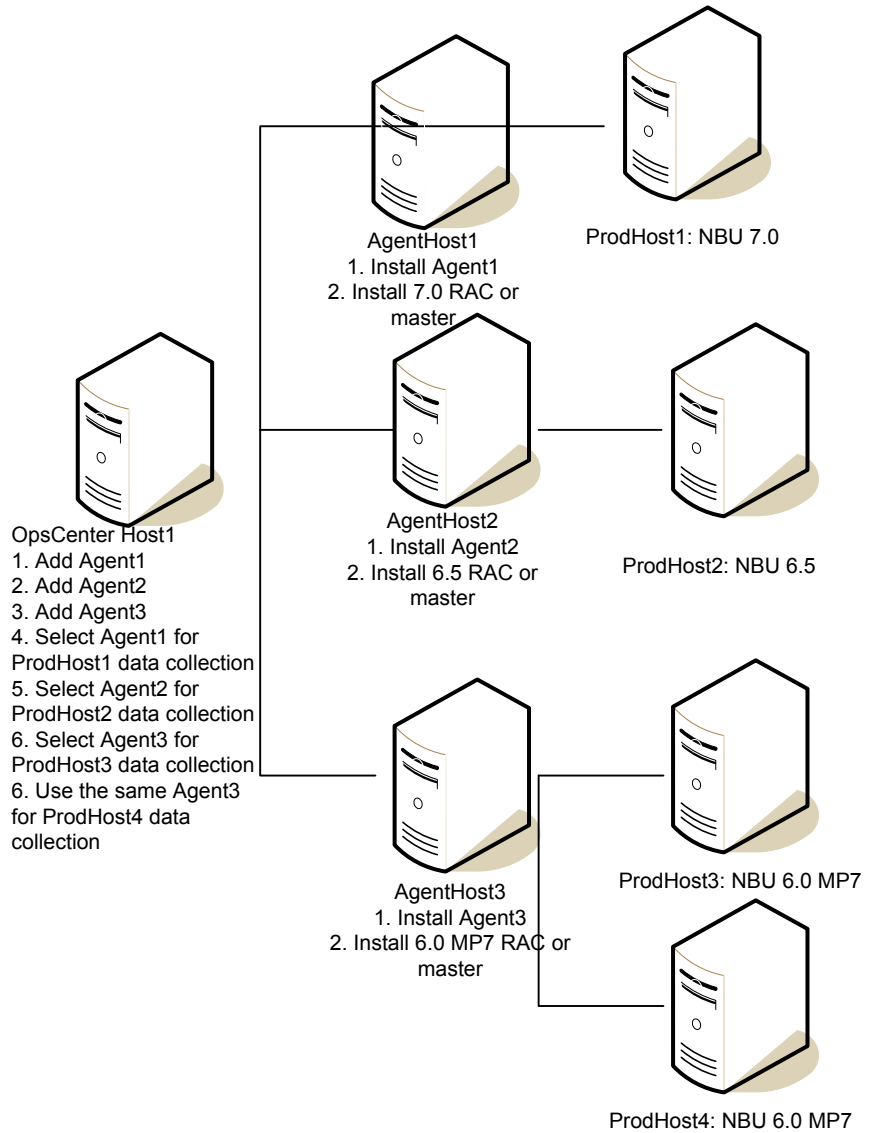 AgentHost1
1. Install Agent1
2. Install 7.0 RAC or
master
ProdHost1: NBU 7.0
OpsCenter Host1
1. Add Agent1
2. Add Agent2
3. Add Agent3
4. Select Agent1 for
ProdHost1 data collection
5. Select Agent2 for
ProdHost2 data collection
6. Select Agent3 for
ProdHost3 data collection
6. Use the same Agent3
for ProdHost4 data
collection
AgentHost2
1. Install Agent2
2. Install 6.5 RAC or
master
ProdHost2: NBU 6.5
AgentHost3
1. Install Agent3
2. Install 6.0 MP7 RAC or
master
ProdHost3: NBU 6.0 MP7
ProdHost4: NBU 6.0 MP7